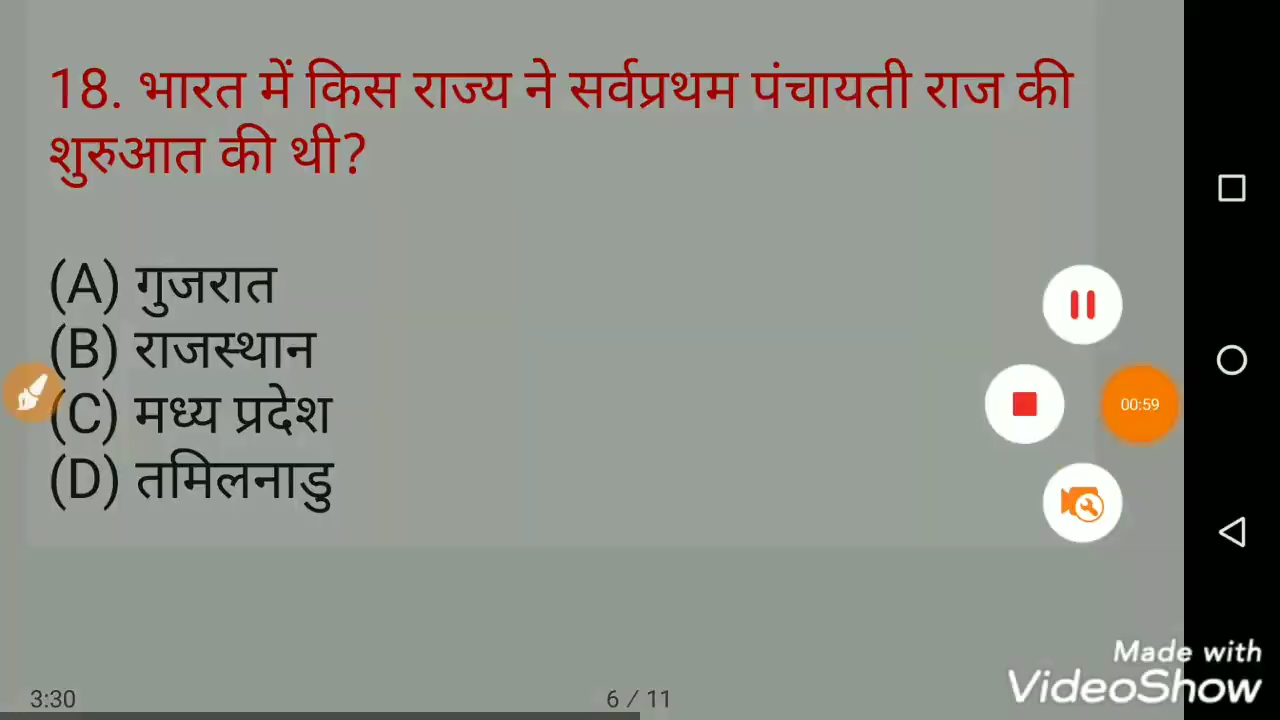 18. भारत में किस राज्य ने सर्वप्रथम पंचायती राज की
शुरुआत की थी?
(A) गुजरात
(B) राजस्थान
(C) मध्य प्रदेश
(D) तमिलनाडु
00:59
3:30
6 / 11
Made with
VideoShow